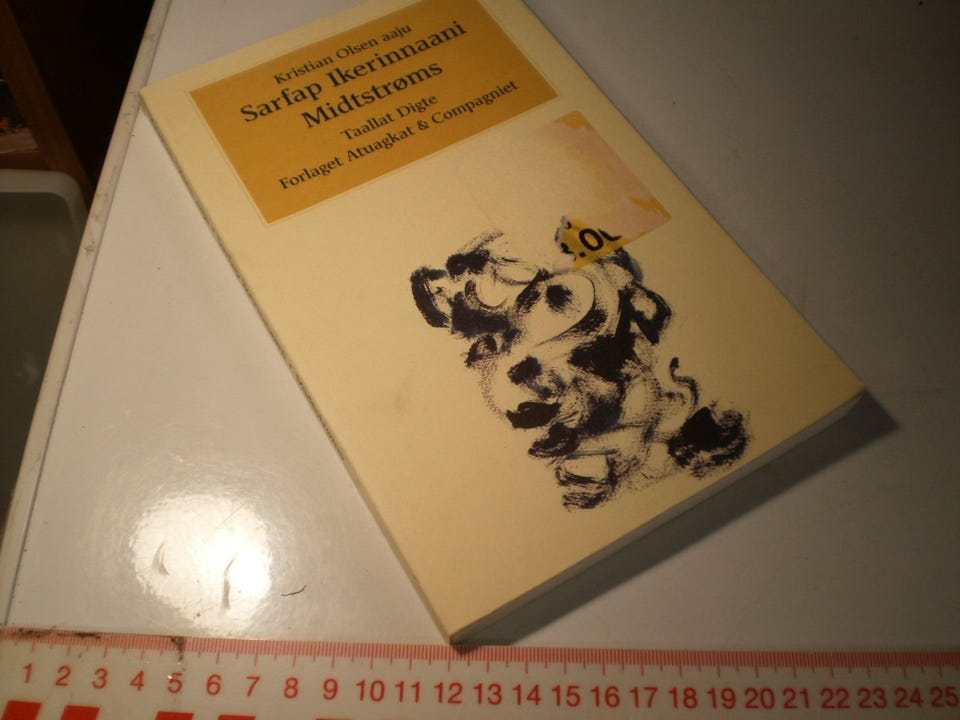 Kristian Olsen aaju
Sarfap Ikerinnaani
Midtstrøms
Taallat Digte
Forlaget Atuagkat & Compagniet
1 2 3 4 5 6 7 8 9 10 11 12 13 14 15 16 17 18 19 20 21 22 23 24 25